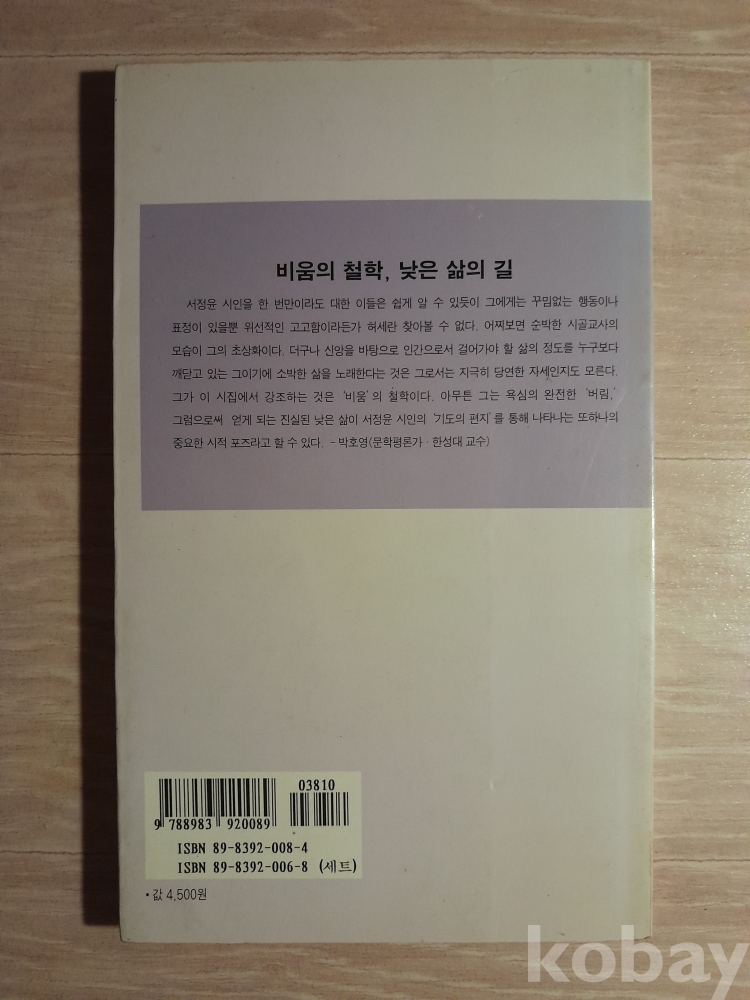 비움의 철학, 낮은 삶의 길
서정윤 시인을 한 번만이라도 대한 이들은 쉽게 알 수 있듯이 그에게는 꾸밈없는 행동이나
표정이 있을뿐 위선적인 고고함이라든가 허세란 찾아볼 수 없다. 어찌보면 순박한 시골교사의
모습이 그의 초상화이다. 더구나 신앙을 바탕으로 인간으로서 걸어가야 할 삶의 정도를 누구보다
깨닫고 있는 그이기에 소박한 삶을 노래한다는 것은 그로서는 지극히 당연한 자세인지도 모른다.
그가 이 시집에서 강조하는 것은 '비움'의 철학이다. 아무튼 그는 욕심의 완전한 '버림,'
그럼으로써 얻게 되는 진실된 낮은 삶이 서정윤 시인의 '기도의 편지'를 통해 나타나는 또하나의
중요한 시적 포즈라고 할 수 있다. -박호영(문학평론가·한성대 교수)
03810
9 788983 920089
ISBN 89-8392-008-4
ISBN 89-8392-006-8 (세트)
• 값 4,500원
kobay